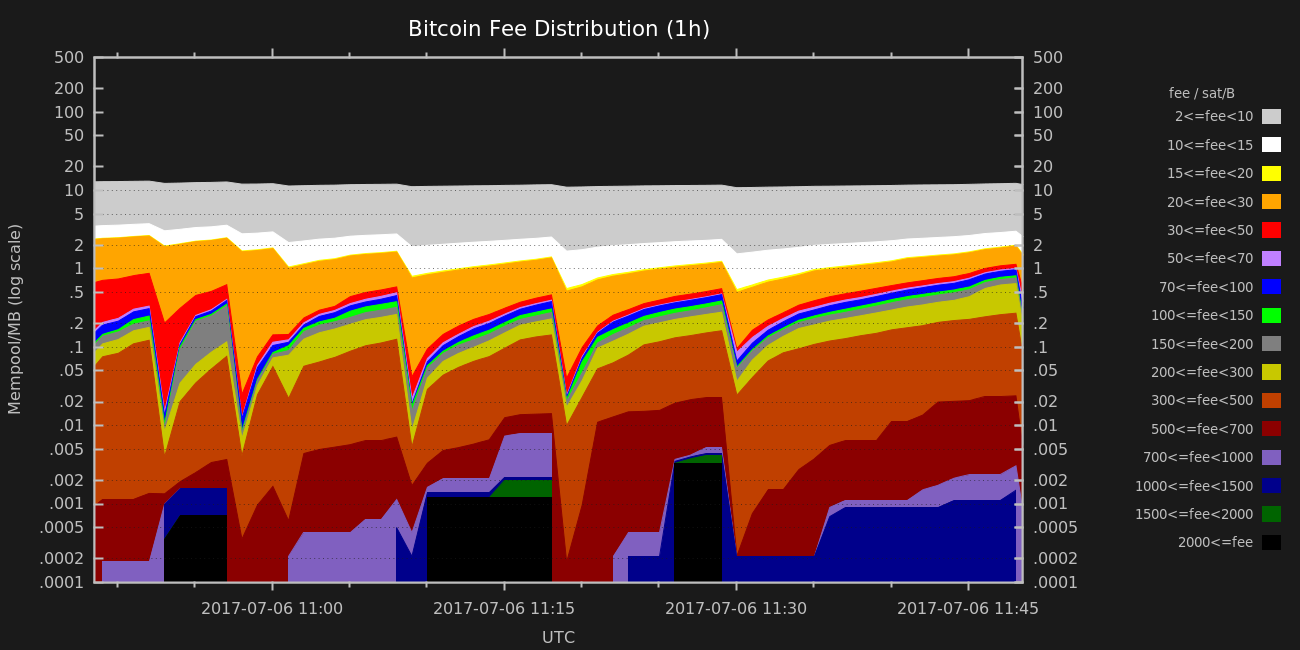 Bitcoin Fee Distribution (1h)
Mempool/MB (log scale)
500
200
100
50
20
10
5
2
1
.5
.2
.1
.05
.02
.01
.005
.002
.001
.0005
.0002
.0001
500
200
100
50
20
10
5
2
1
.5
.2
.1
.05
.02
.01
.005
.002
.001
.0005
.0002
.0001
2017-07-06 11:00
2017-07-06 11:15
2017-07-06 11:30
2017-07-06 11:45
UTC
fee / sat/B
2<=fee<10
10<=fee<15
15<=fee<20
20<=fee<30
30<=fee<50
50<=fee<70
70<=fee<100
100<=fee<150
150<=fee<200
200<=fee<300
300<=fee<500
500<=fee<700
700<=fee<1000
1000<=fee<1500
1500<=fee<2000
2000<=fee